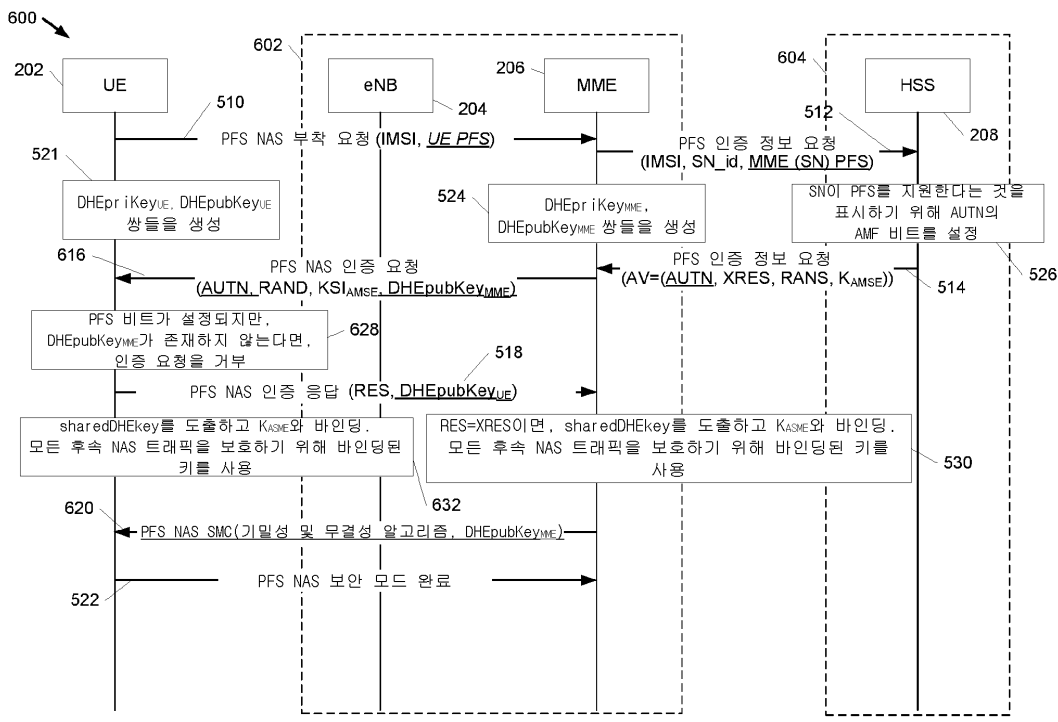 600
602
604
202
UE
eNB
204
206
MME
HSS
208
510
PFS NAS 부착 요청 (IMSI, UE PFS)
512
PFS 인증 정보 요청
(IMSI, SN_id, MME (SN) PFS)
521
DHEpriKeyUE, DHEpubKeyUE
쌍들을 생성
524
DHEpriKeyMME,
DHEpubKeyMME 쌍들을 생성
SN이 PFS를 지원한다는 것을
표시하기 위해 AUTN의
AMF 비트를 설정
526
616
PFS NAS 인증 요청
(AUTN, RAND, KSIAMSE, DHEpubKeyMME)
PFS 인증 정보 요청
(AV=(AUTN, XRES, RANS, KAMSE))
514
PFS 비트가 설정되지만,
DHEpubKeyMME가 존재하지 않는다면,
인증 요청을 거부
628
518
PFS NAS 인증 응답 (RES, DHEpubKeyUE)
sharedDHEkey를 도출하고 KASME와 바인딩.
모든 후속 NAS 트래픽을 보호하기 위해 바인딩된
키를 사용
632
RES=XRES이면, sharedDHEkey를 도출하고 KASME와 바인딩.
모든 후속 NAS 트래픽을 보호하기 위해 바인딩된 키를
사용
530
620
PFS NAS SMC(기밀성 및 무결성 알고리즘, DHEpubKeyMME)
PFS NAS 보안 모드 완료
522